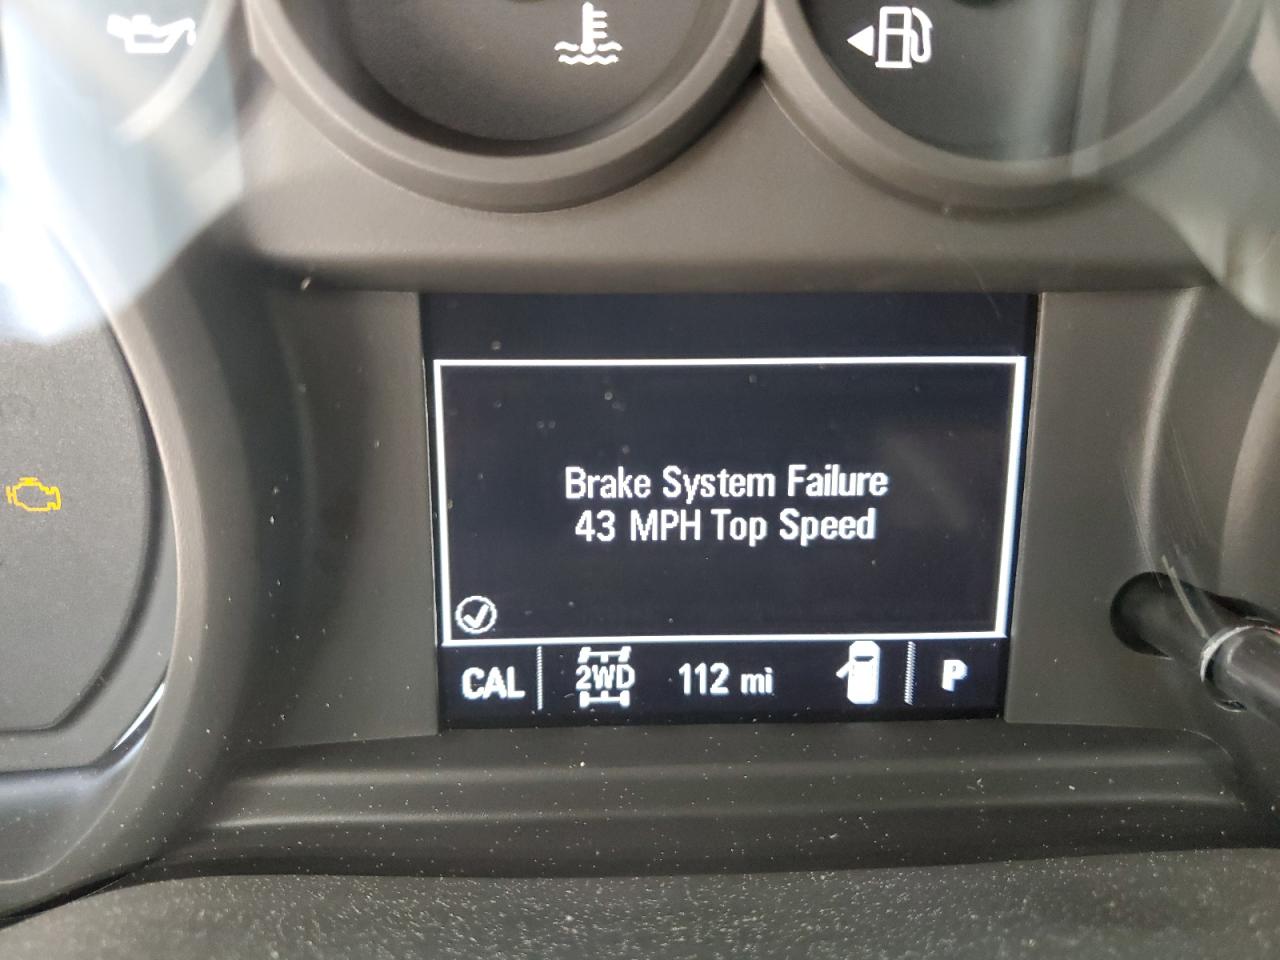 Brake System Failure
43 MPH Top Speed
CAL 2WD 112 mi P